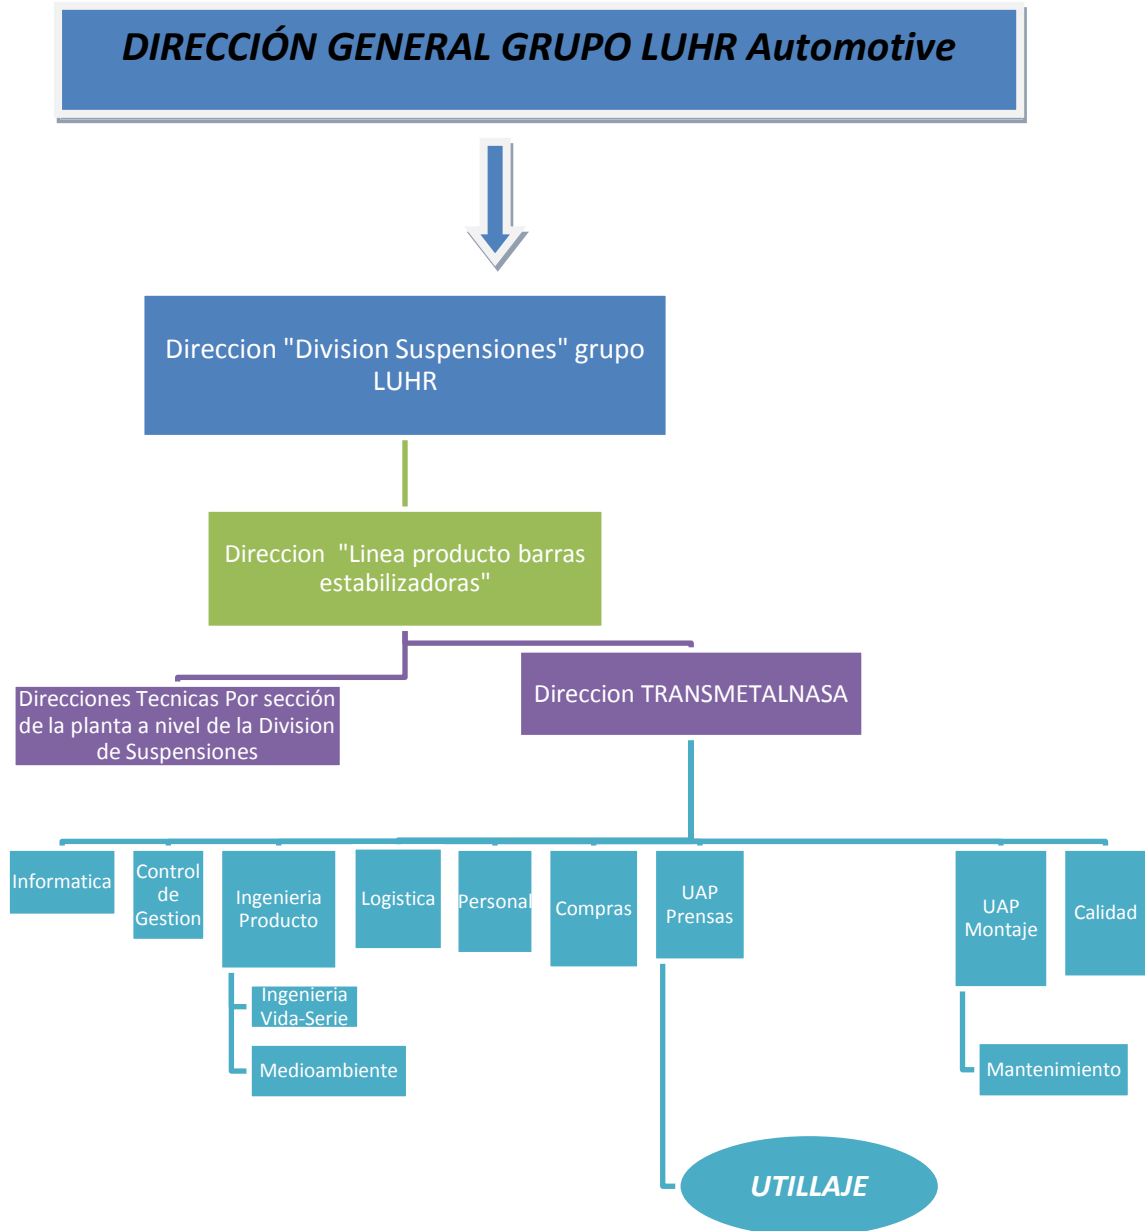 DIRECCIÓN GENERAL GRUPO LUHR Automotive
Direccion "Division Suspensiones" grupo
LUHR
Direccion  "Linea producto barras
estabilizadoras"
Direcciones Tecnicas Por sección
de la planta a nivel de la Division
de Suspensiones
Direccion TRANSMETALNASA
Informatica
Control
de
Gestion
Ingenieria
Producto
Logistica
Personal
Compras
UAP
Prensas
UAP
Montaje
Calidad
Ingenieria
Vida-Serie
Medioambiente
Mantenimiento
UTILLAJE